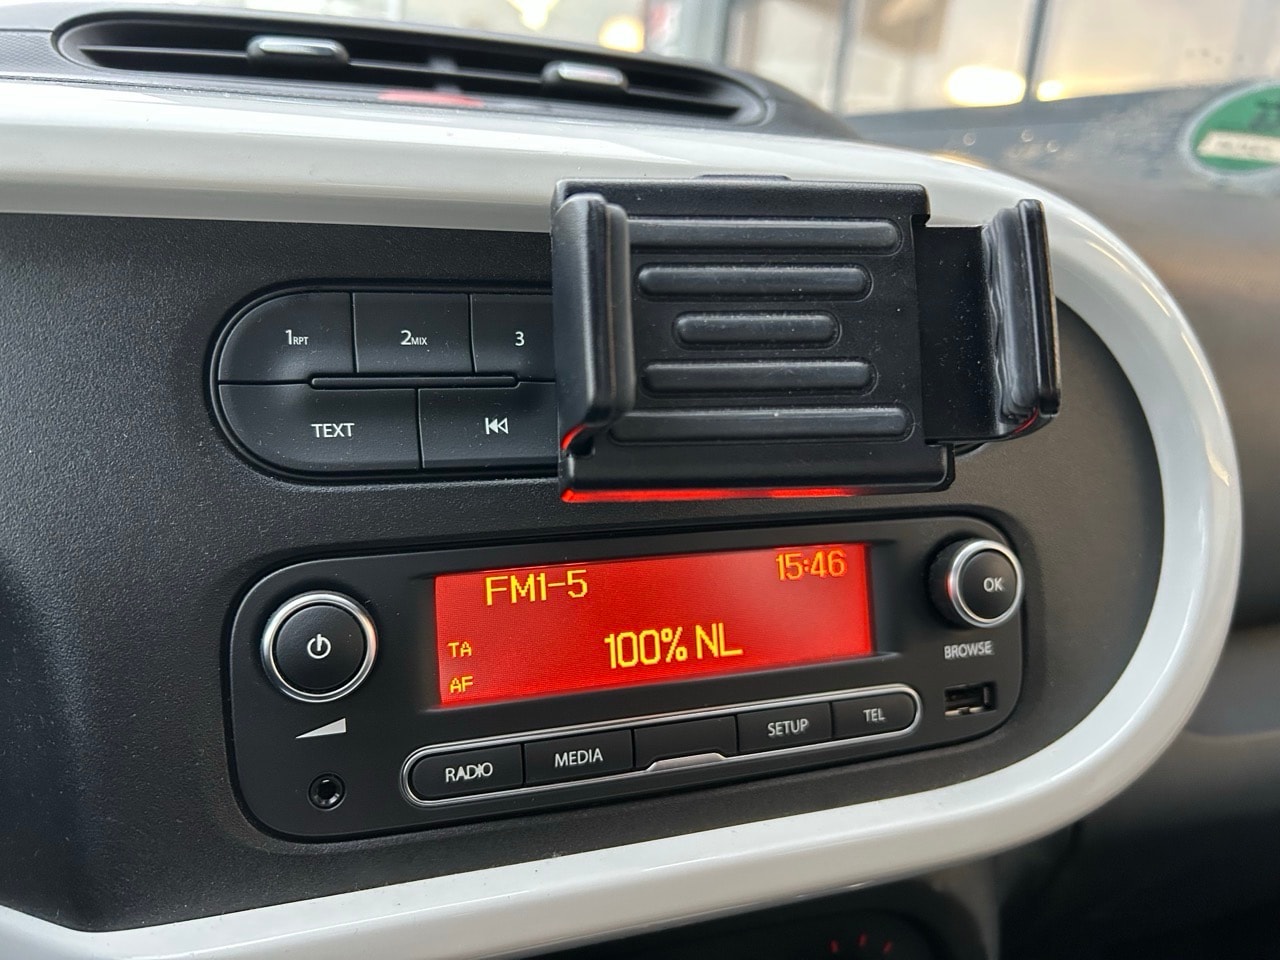 1RPT 2MIX 3
TEXT
FM1-5 15:46
TA 100% NL
AF
OK
BROWSE
RADIO MEDIA SETUP TEL